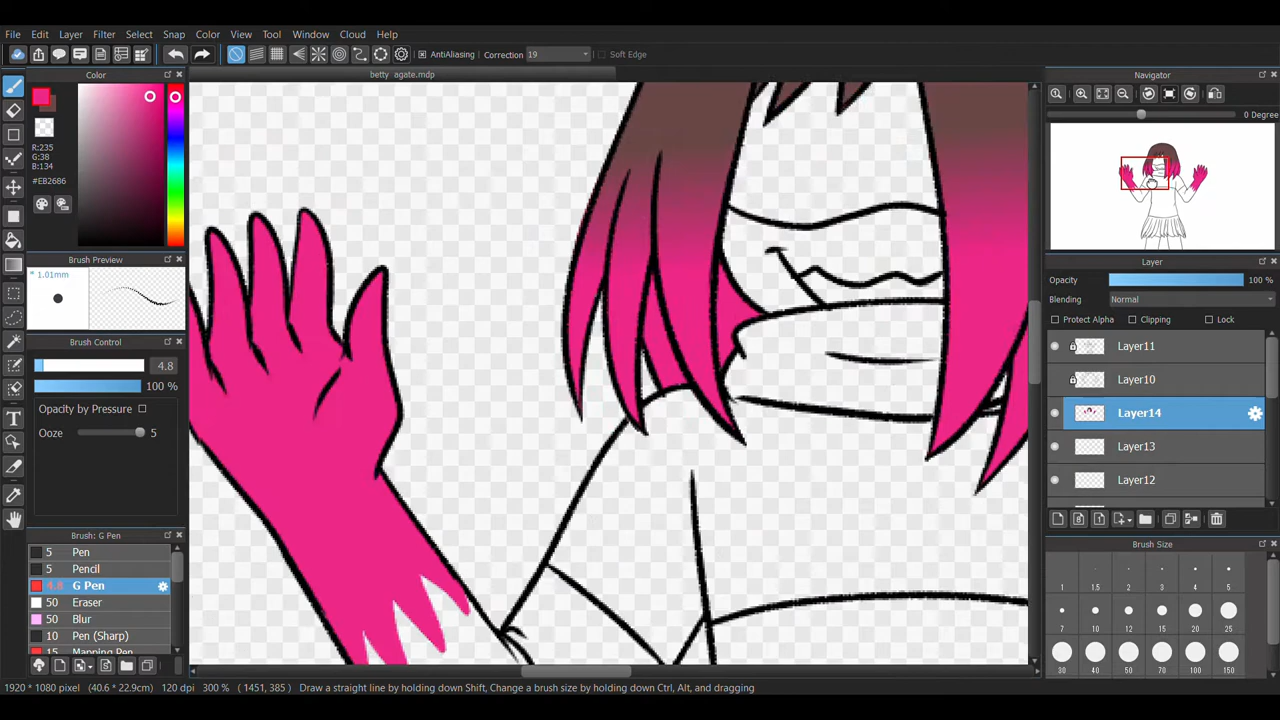 File Edit Layer Filter Select Snap Color View Tool Window Cloud Help
AntiAliasing Correction 19 Soft Edge
Color
betty agate.mdp
Navigator
0 Degree
R:235
G:38
B:134
#EB2686
Brush Preview
* 1.01mm
Layer
Opacity 100 %
Blending Normal
Protect Alpha Clipping Lock
Brush Control
4.8
100 %
Opacity by Pressure
Ooze 5
Layer11
Layer10
Layer14
Layer13
Layer12
Brush: G Pen
5 Pen
5 Pencil
4.8 G Pen
50 Eraser
50 Blur
10 Pen (Sharp)
15 Mapping Pen
Brush Size
1 1.5 2 3 4 5
7 10 12 15 20 25
30 40 50 70 100 150
1920 * 1080 pixel (40.6 * 22.9cm) 120 dpi 300 % ( 1451, 385 ) Draw a straight line by holding down Shift, Change a brush size by holding down Ctrl, Alt, and dragging